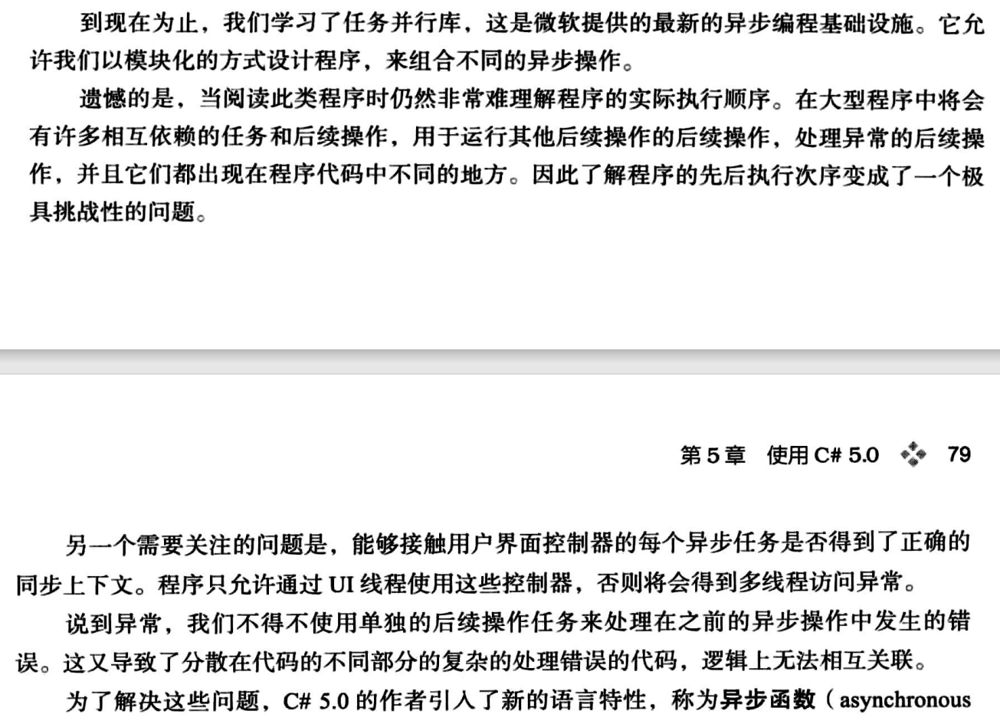 到现在为止，我们学习了任务并行库，这是微软提供的最新的异步编程基础设施。它允
许我们以模块化的方式设计程序，来组合不同的异步操作。
遗憾的是，当阅读此类程序时仍然非常难理解程序的实际执行顺序。在大型程序中将会
有许多相互依赖的任务和后续操作，用于运行其他后续操作的后续操作，处理异常的后续操
作，并且它们都出现在程序代码中不同的地方。因此了解程序的先后执行次序变成了一个极
具挑战性的问题。
第 5 章 使用 C# 5.0 79
另一个需要关注的问题是，能够接触用户界面控制器的每个异步任务是否得到了正确的
同步上下文。程序只允许通过 UI 线程使用这些控制器，否则将会得到多线程访问异常。
说到异常，我们不得不使用单独的后续操作任务来处理在之前的异步操作中发生的错
误。这又导致了分散在代码的不同部分的复杂的处理错误的代码，逻辑上无法相互关联。
为了解决这些问题，C# 5.0 的作者引入了新的语言特性，称为异步函数（asynchronous